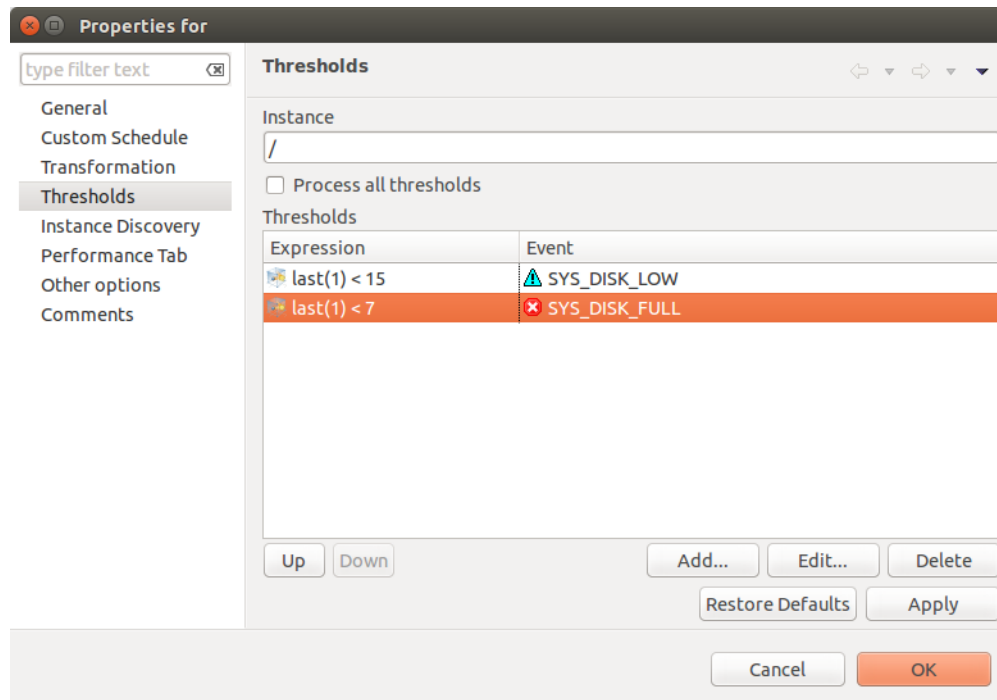 Properties for
type filter text
General
Custom Schedule
Transformation
Thresholds
Instance Discovery
Performance Tab
Other options
Comments
Thresholds
Instance
/
Process all thresholds
Thresholds
Expression Event
last(1) < 15 SYS_DISK_LOW
last(1) < 7 SYS_DISK_FULL
Up Down Add... Edit... Delete
Restore Defaults Apply
Cancel OK